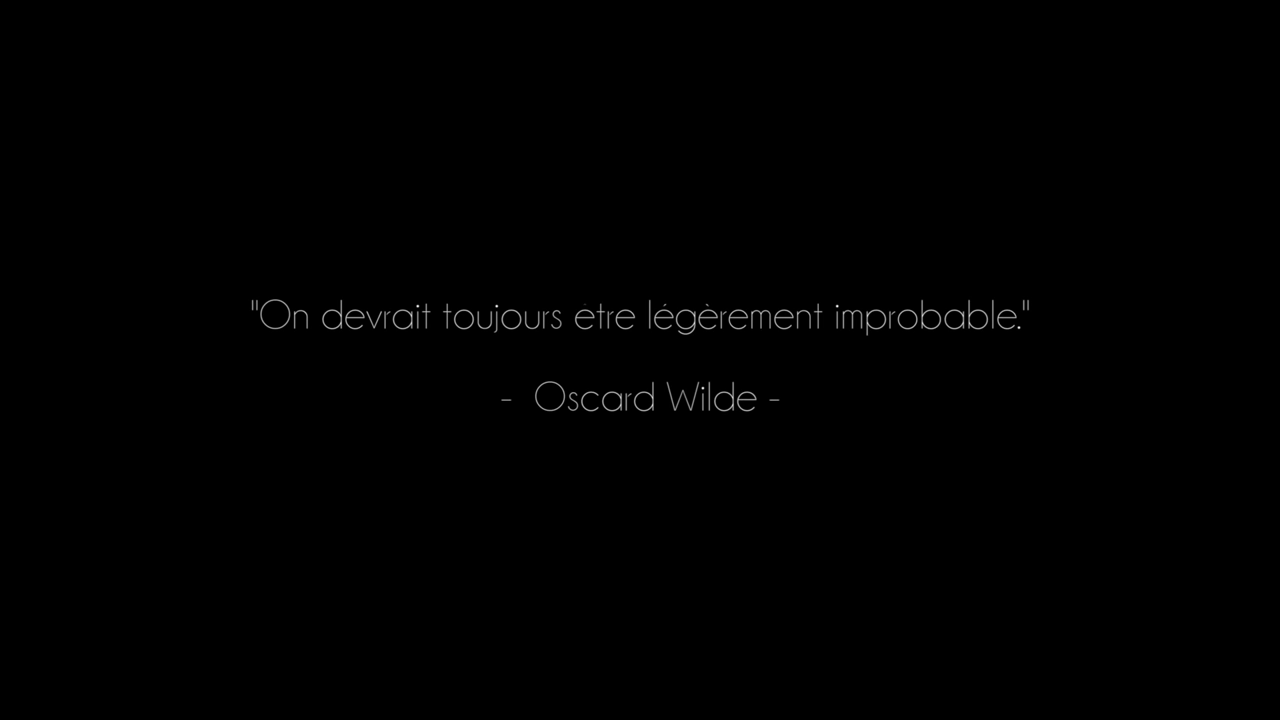 "On devrait toujours être légèrement improbable."
- Oscard Wilde -